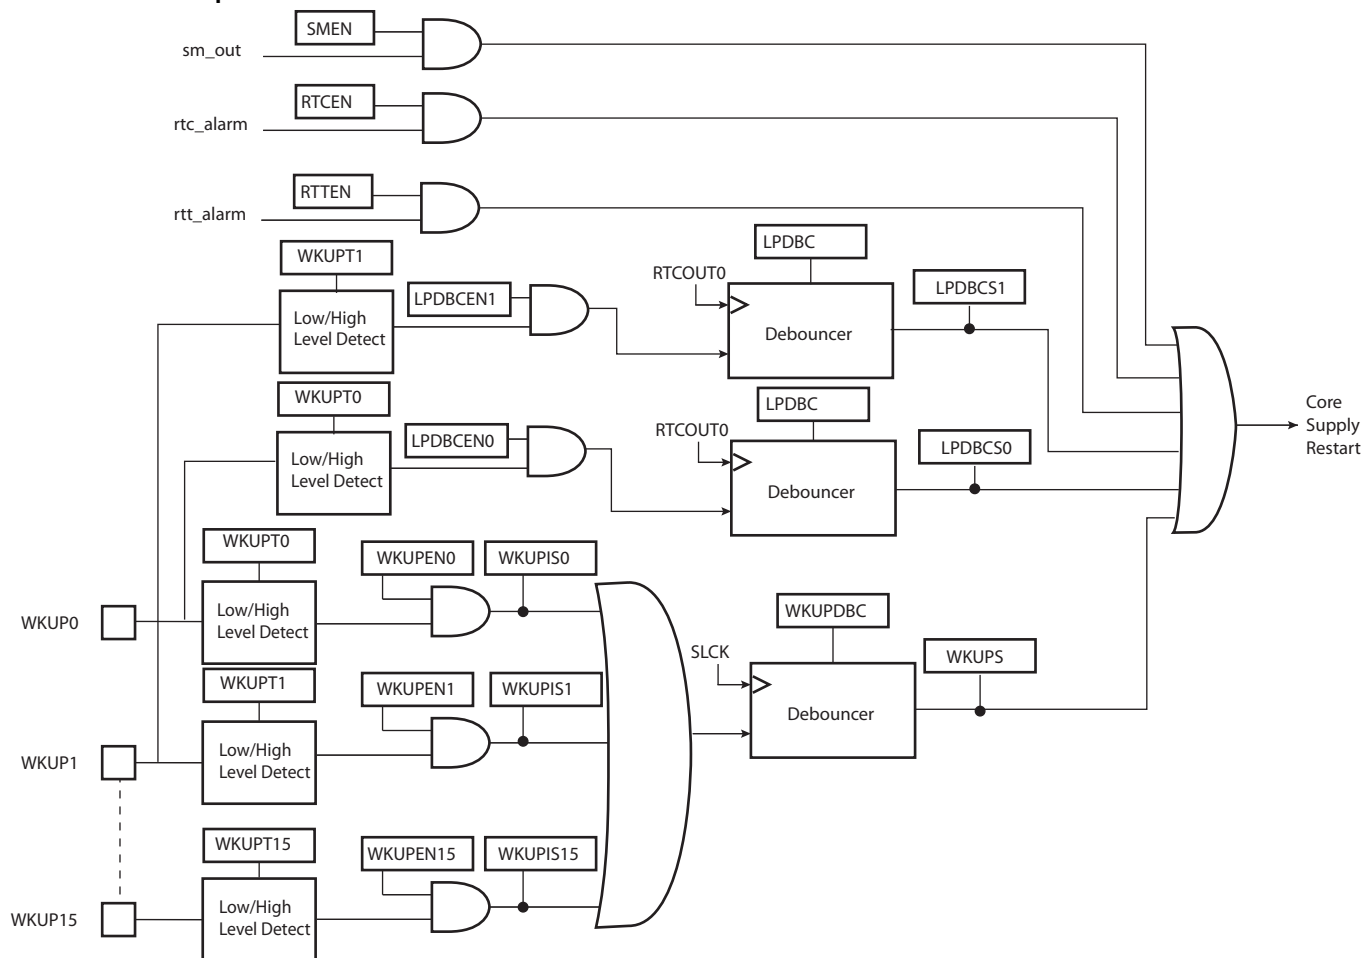 SMEN
sm_out
RTCEN
rtc_alarm
RTTEN
rtt_alarm
WKUPT1
LPDBC
RTCOUT0
LPDBCEN1
LPDBCS1
Low/High
Level Detect
Debouncer
WKUPT0
LPDBC
RTCOUT0
LPDBCEN0
LPDBCS0
Low/High
Level Detect
Debouncer
Core
Supply
Restart
WKUPT0
WKUPEN0
WKUPIS0
WKUP0
Low/High
Level Detect
WKUPDBC
SLCK
WKUPS
WKUPT1
WKUPEN1
WKUPIS1
Debouncer
WKUP1
Low/High
Level Detect
WKUPT15
WKUPEN15
WKUPIS15
WKUP15
Low/High
Level Detect